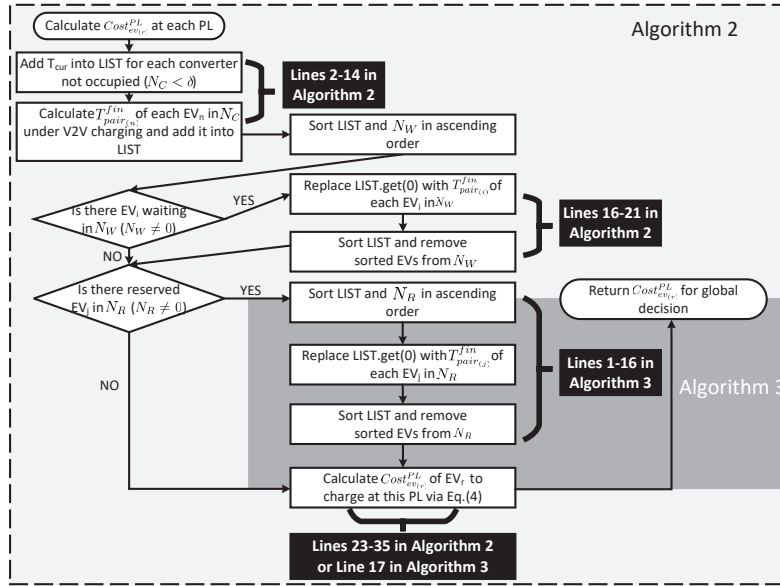 Algorithm 2
Calculate Cost^{PL}_{ev_{(r)}} at each PL
Add T_{cur} into LIST for each converter
not occupied (N_C < δ)
Lines 2-14 in
Algorithm 2
Calculate T^{fin}_{pair_{(n)}} of each EV_n in N_C
under V2V charging and add it into
LIST
Sort LIST and N_W in ascending
order
Is there EV_i waiting
in N_W (N_W ≠ 0)
YES
Replace LIST.get(0) with T^{fin}_{pair_{(i)}} of
each EV_i in N_W
Lines 16-21 in
Algorithm 2
Sort LIST and remove
sorted EVs from N_W
NO
Is there reserved
EV_j in N_R (N_R ≠ 0)
YES
Sort LIST and N_R in ascending
order
Return Cost^{PL}_{ev_{(r)}} for global
decision
Replace LIST.get(0) with T^{fin}_{pair_{(j)}} of
each EV_j in N_R
Lines 1-16 in
Algorithm 3
Algorithm 3
NO
Sort LIST and remove
sorted EVs from N_R
Calculate Cost^{PL}_{ev_{(r)}} of EV_r to
charge at this PL via Eq.(4)
Lines 23-35 in Algorithm 2
or Line 17 in Algorithm 3